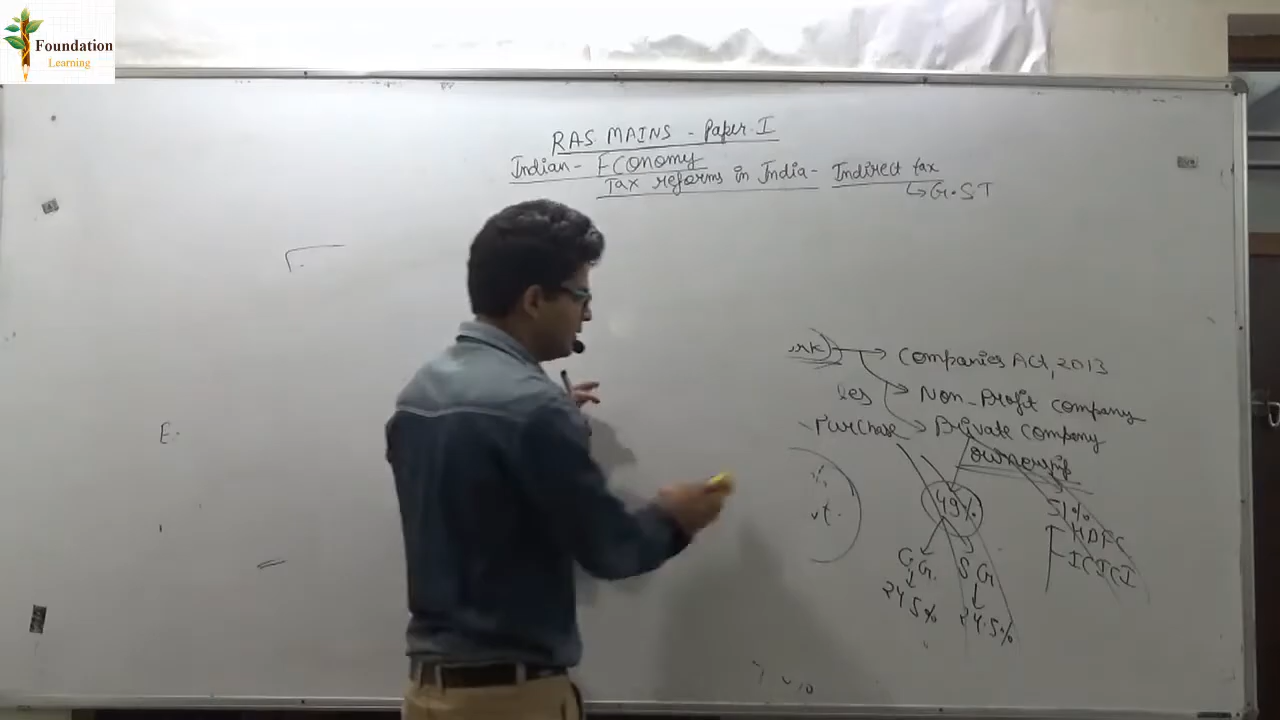 Foundation
Learning
RAS MAINS - Paper-I
Indian - Economy
Tax reforms in India - Indirect tax
↳ G.S.T
Companies Act, 2013
Non-Profit company
Purchase → Private company
ownership
49%
51%
HDFC
ICICI
C.G. S G
24.5% 24.5%
E.